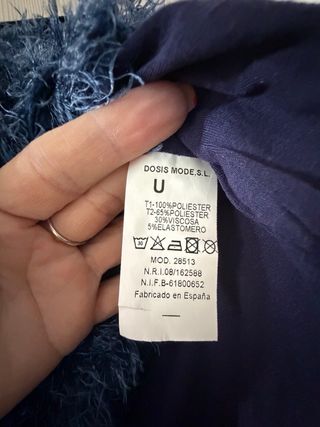 DOSIS MODE,S.L.
U
T1-100%POLIESTER
T2-65%POLIESTER
30%VISCOSA
5%ELASTOMERO
MOD. 28513
N.R.I.08/162588
N.I.F.B-61800652
Fabricado en España